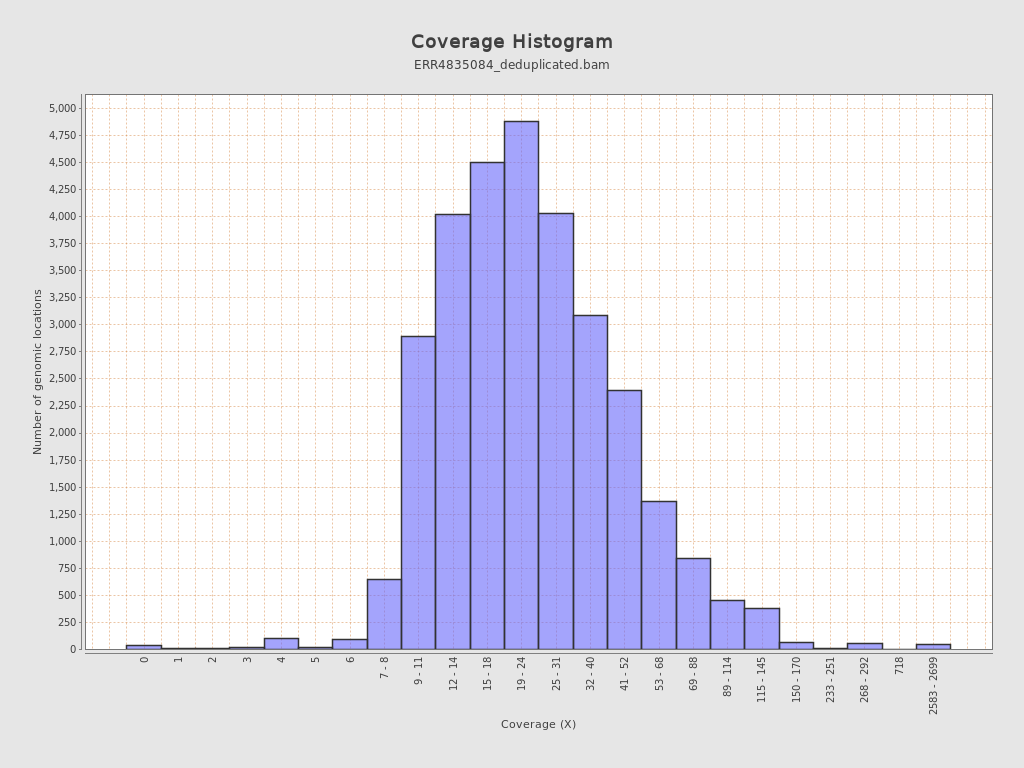 Coverage Histogram
ERR4835084_deduplicated.bam
Number of genomic locations
5,000
4,750
4,500
4,250
4,000
3,750
3,500
3,250
3,000
2,750
2,500
2,250
2,000
1,750
1,500
1,250
1,000
750
500
250
0
0
1
2
3
4
5
6
7 - 8
9 - 11
12 - 14
15 - 18
19 - 24
25 - 31
32 - 40
41 - 52
53 - 68
69 - 88
89 - 114
115 - 145
150 - 170
233 - 251
268 - 292
718
2583 - 2699
Coverage (X)